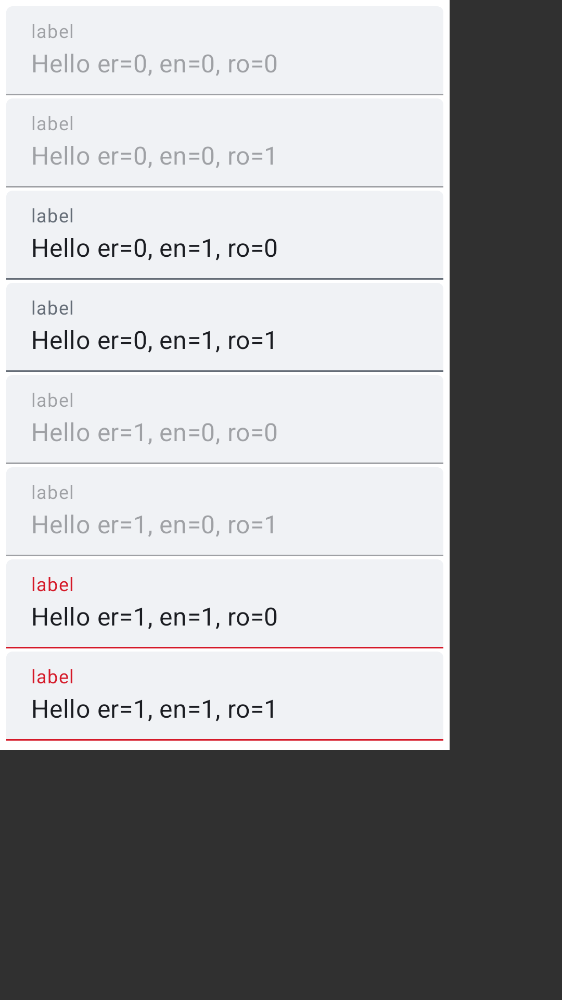 label
Hello er=0, en=0, ro=0
label
Hello er=0, en=0, ro=1
label
Hello er=0, en=1, ro=0
label
Hello er=0, en=1, ro=1
label
Hello er=1, en=0, ro=0
label
Hello er=1, en=0, ro=1
label
Hello er=1, en=1, ro=0
label
Hello er=1, en=1, ro=1